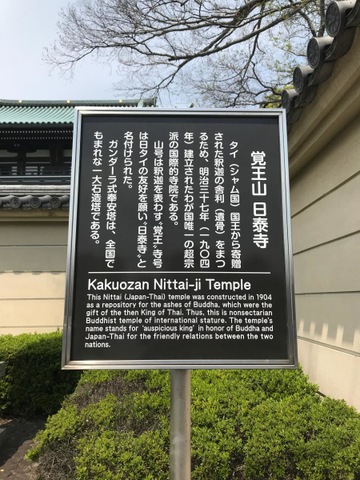 覚王山 日泰寺
タイ（シャム国）国王から寄贈
された釈迦の舎利（遺骨）をまつ
るため、明治三十七年（一九〇四
年）建立されたわが国唯一の超宗
派の国際的寺院である。
山号は釈迦を表わす〝覚王〟寺号
は日タイの友好を願い〝日泰寺〟と
名付けられた。
ガンダーラ式奉安塔は、全国で
もまれな一大石造塔である。
Kakuozan Nittai-ji Temple
This Nittai (Japan-Thai) temple was constructed in 1904
as a repository for the ashes of Buddha, which were the
gift of the then King of Thai. Thus, this is nonsectarian
Buddhist temple of international stature. The temple's
name stands for "auspicious king" in honor of Buddha and
Japan-Thai for the friendly relations between the two
nations.